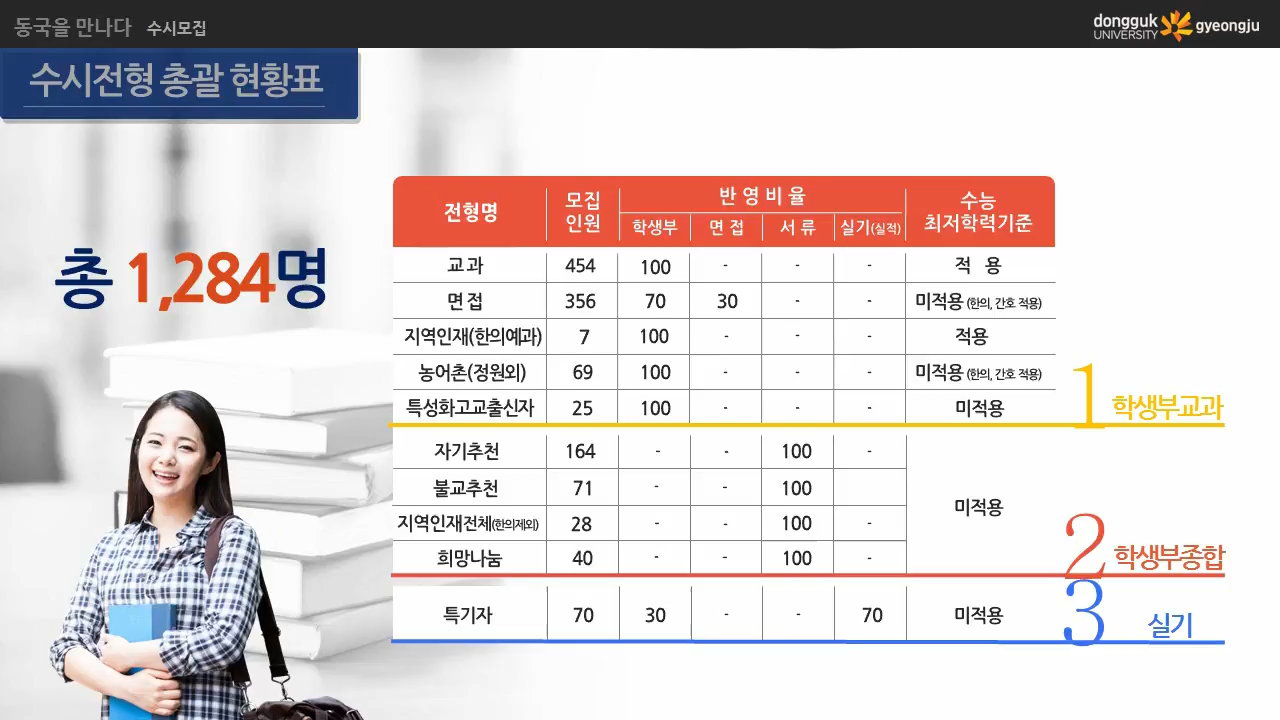 동국을 만나다 수시모집
dongguk
UNIVERSITY
gyeongju
수시전형 총괄 현황표
총 1,284명
전형명 모집인원 반 영 비 율 수능 최저학력기준
학생부 면 접 서 류 실기(실적)
교 과 454 100 - - - 적 용
면 접 356 70 30 - - 미적용 (한의, 간호 적용)
지역인재(한의예과) 7 100 - - - 적용
농어촌(정원외) 69 100 - - - 미적용 (한의, 간호 적용)
특성화고교출신자 25 100 - - - 미적용
1 학생부교과
자기추천 164 - - 100 -
불교추천 71 - - 100
미적용
지역인재전체(한의제외) 28 - - 100 -
희망나눔 40 - - 100 -
2 학생부종합
특기자 70 30 - - 70 미적용
3 실기